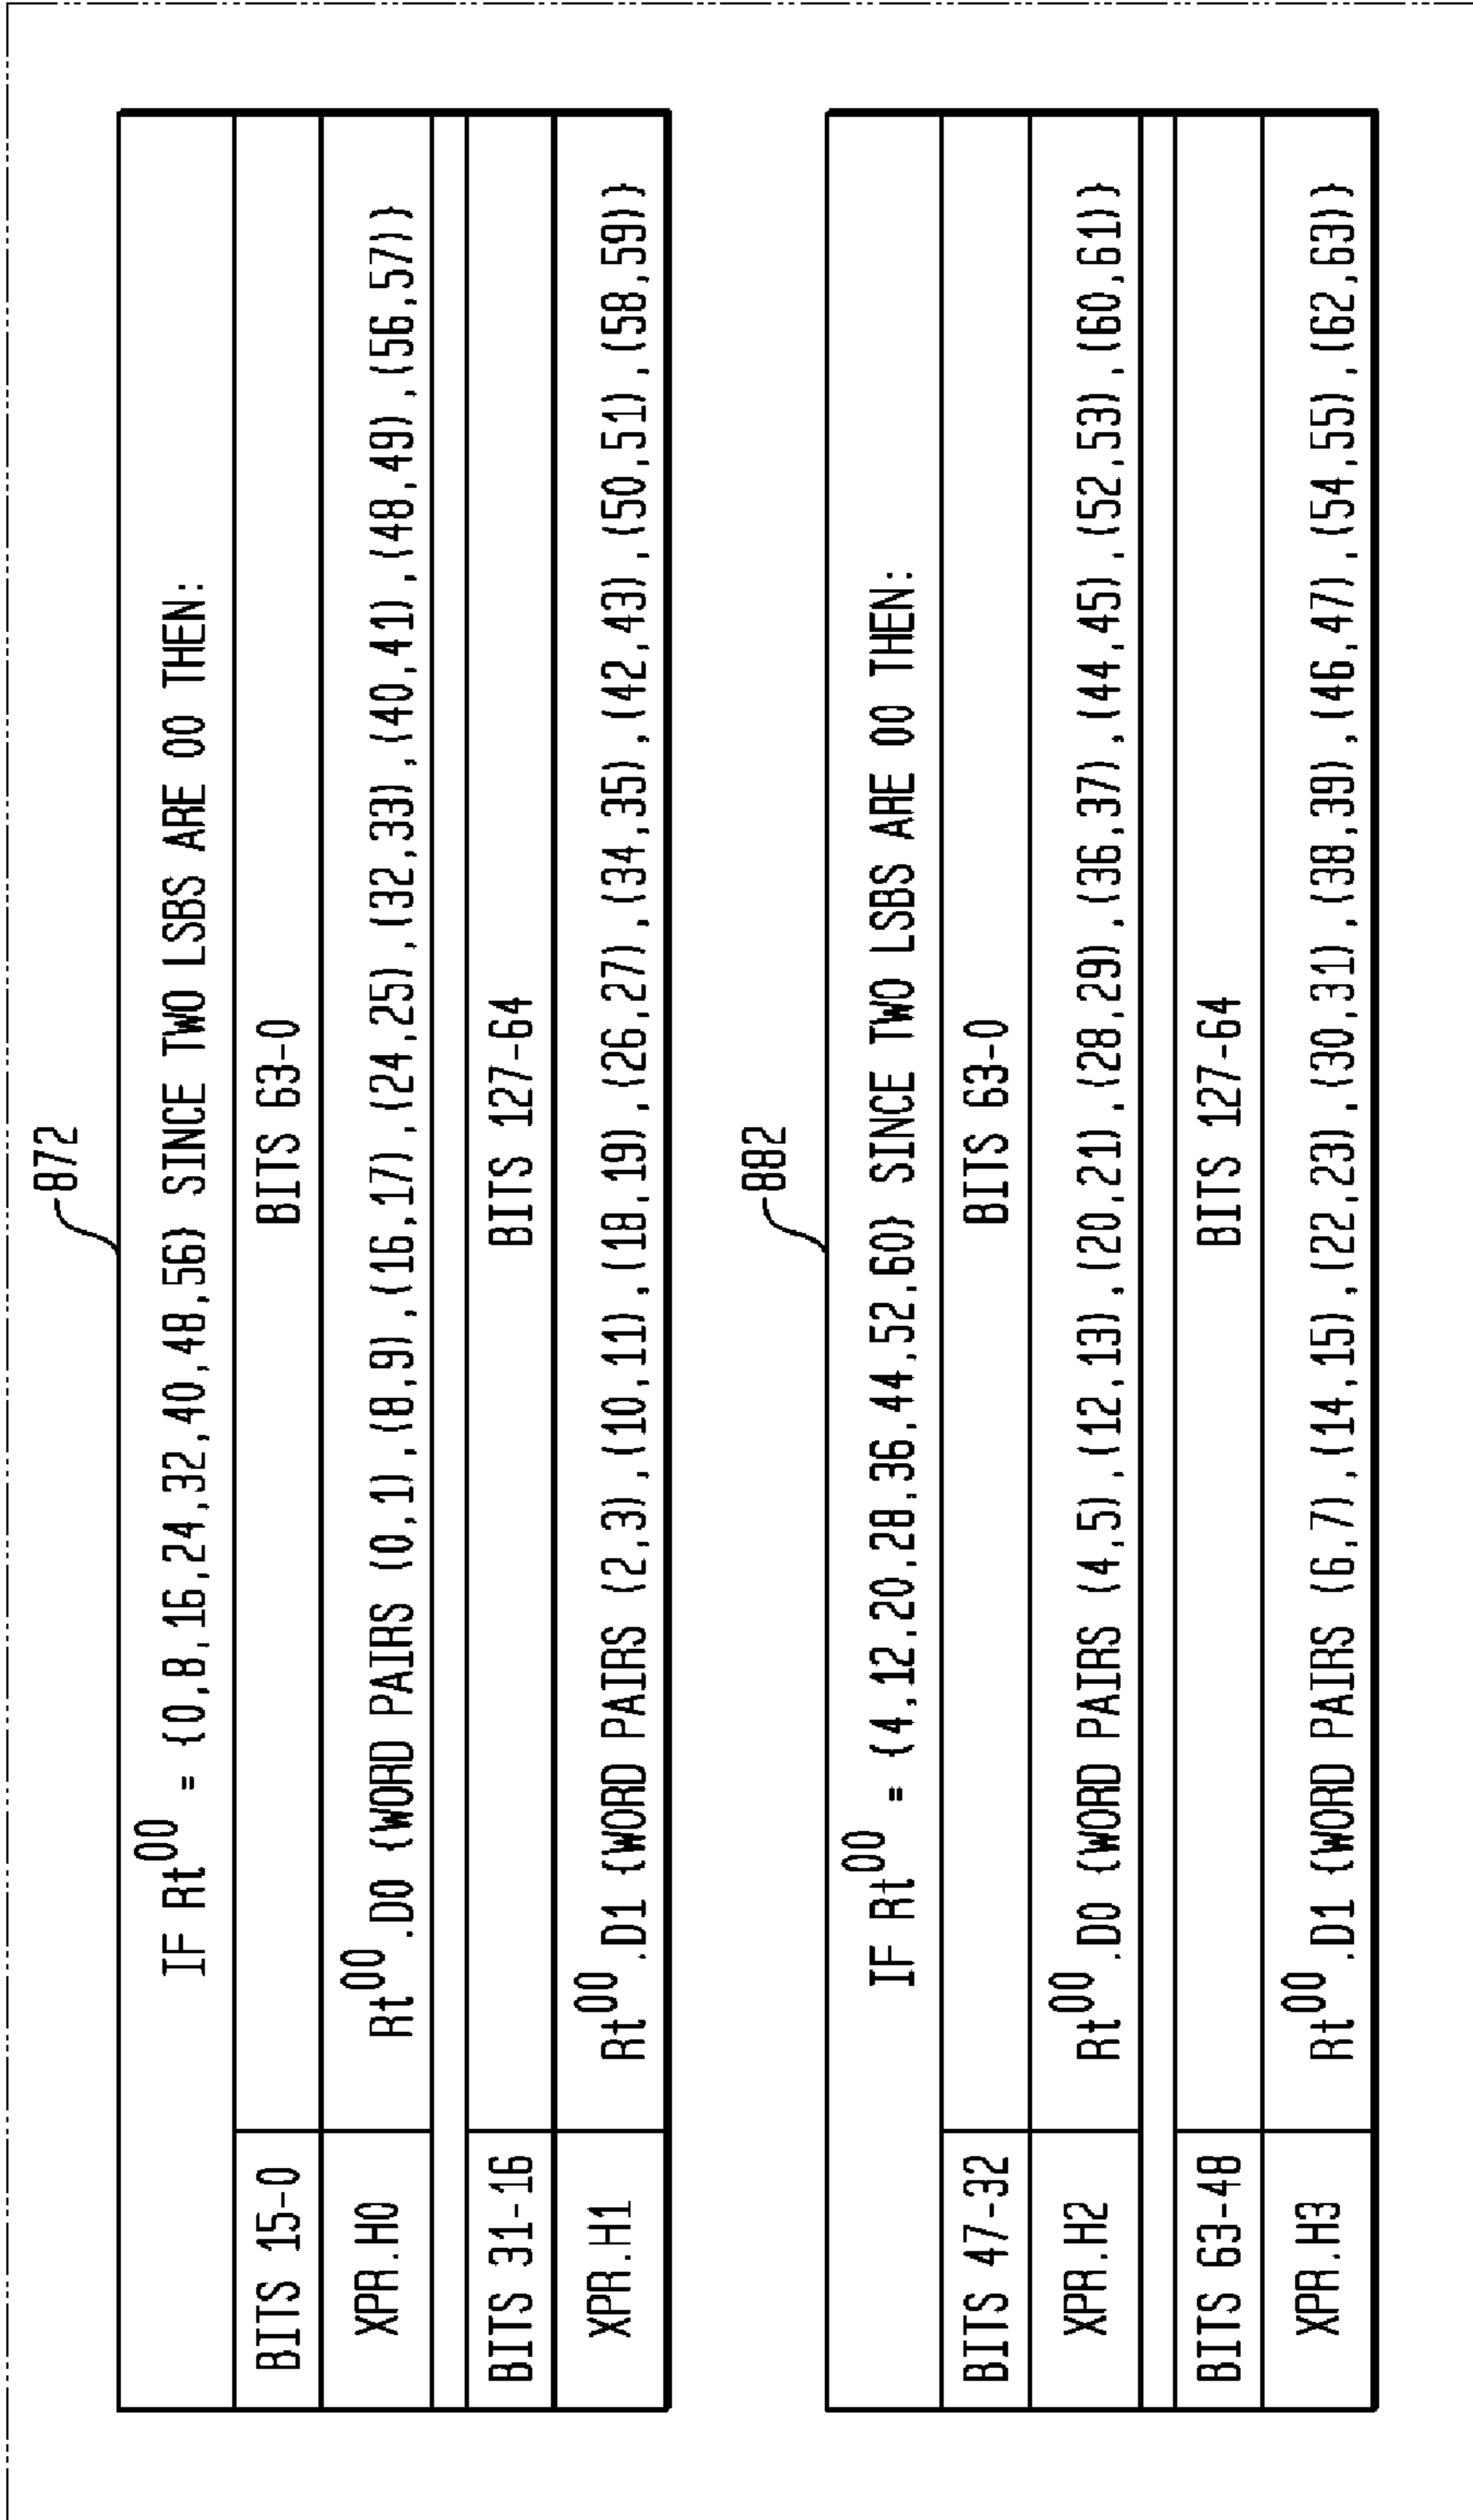 872
IF Rt00 = {0,8,16,24,32,40,48,56} SINCE TWO LSBS ARE 00 THEN:
BITS 15-0 BITS 63-0
XPR.H0 Rt00.D0 {WORD PAIRS (0,1),(8,9),(16,17),(24,25),(32,33),(40,41),(48,49),(56,57)}
BITS 31-16 BITS 127-64
XPR.H1 Rt00.D1 {WORD PAIRS (2,3),(10,11),(18,19),(26,27),(34,35),(42,43),(50,51),(58,59)}
882
IF Rt00 = {4,12,20,28,36,44,52,60} SINCE TWO LSBS ARE 00 THEN:
BITS 47-32 BITS 63-0
XPR.H2 Rt00.D0 {WORD PAIRS (4,5),(12,13),(20,21),(28,29),(36,37),(44,45),(52,53),(60,61)}
BITS 63-48 BITS 127-64
XPR.H3 Rt00.D1 {WORD PAIRS (6,7),(14,15),(22,23),(30,31),(38,39),(46,47),(54,55),(62,63)}